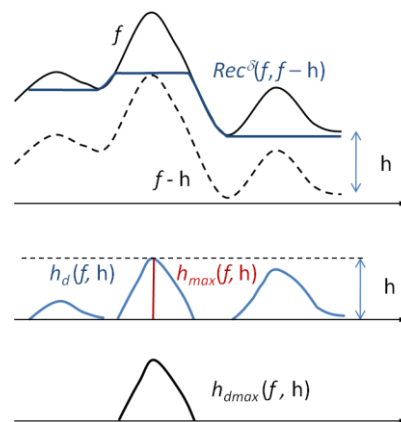 f
Rec^δ(f, f – h)
h
f - h
h_d(f, h)
h_max(f, h)
h
h_dmax(f, h)